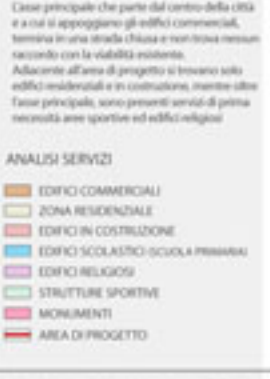 L'asse principale che parte dal centro della città
e a cui si appoggiano gli edifici commerciali,
termina in una strada chiusa e non trova nessun
raccordo con la viabilità esistente.
Adiacente all'area di progetto si trovano solo
edifici residenziali e in costruzione, mentre oltre
l'asse principale, sono presenti servizi di prima
necessità aree sportive ed edifici religiosi
ANALISI SERVIZI
EDIFICI COMMERCIALI
ZONA RESIDENZIALE
EDIFICI IN COSTRUZIONE
EDIFICI SCOLASTICI (SCUOLA PRIMARIA)
EDIFICI RELIGIOSI
STRUTTURE SPORTIVE
MONUMENTI
AREA DI PROGETTO